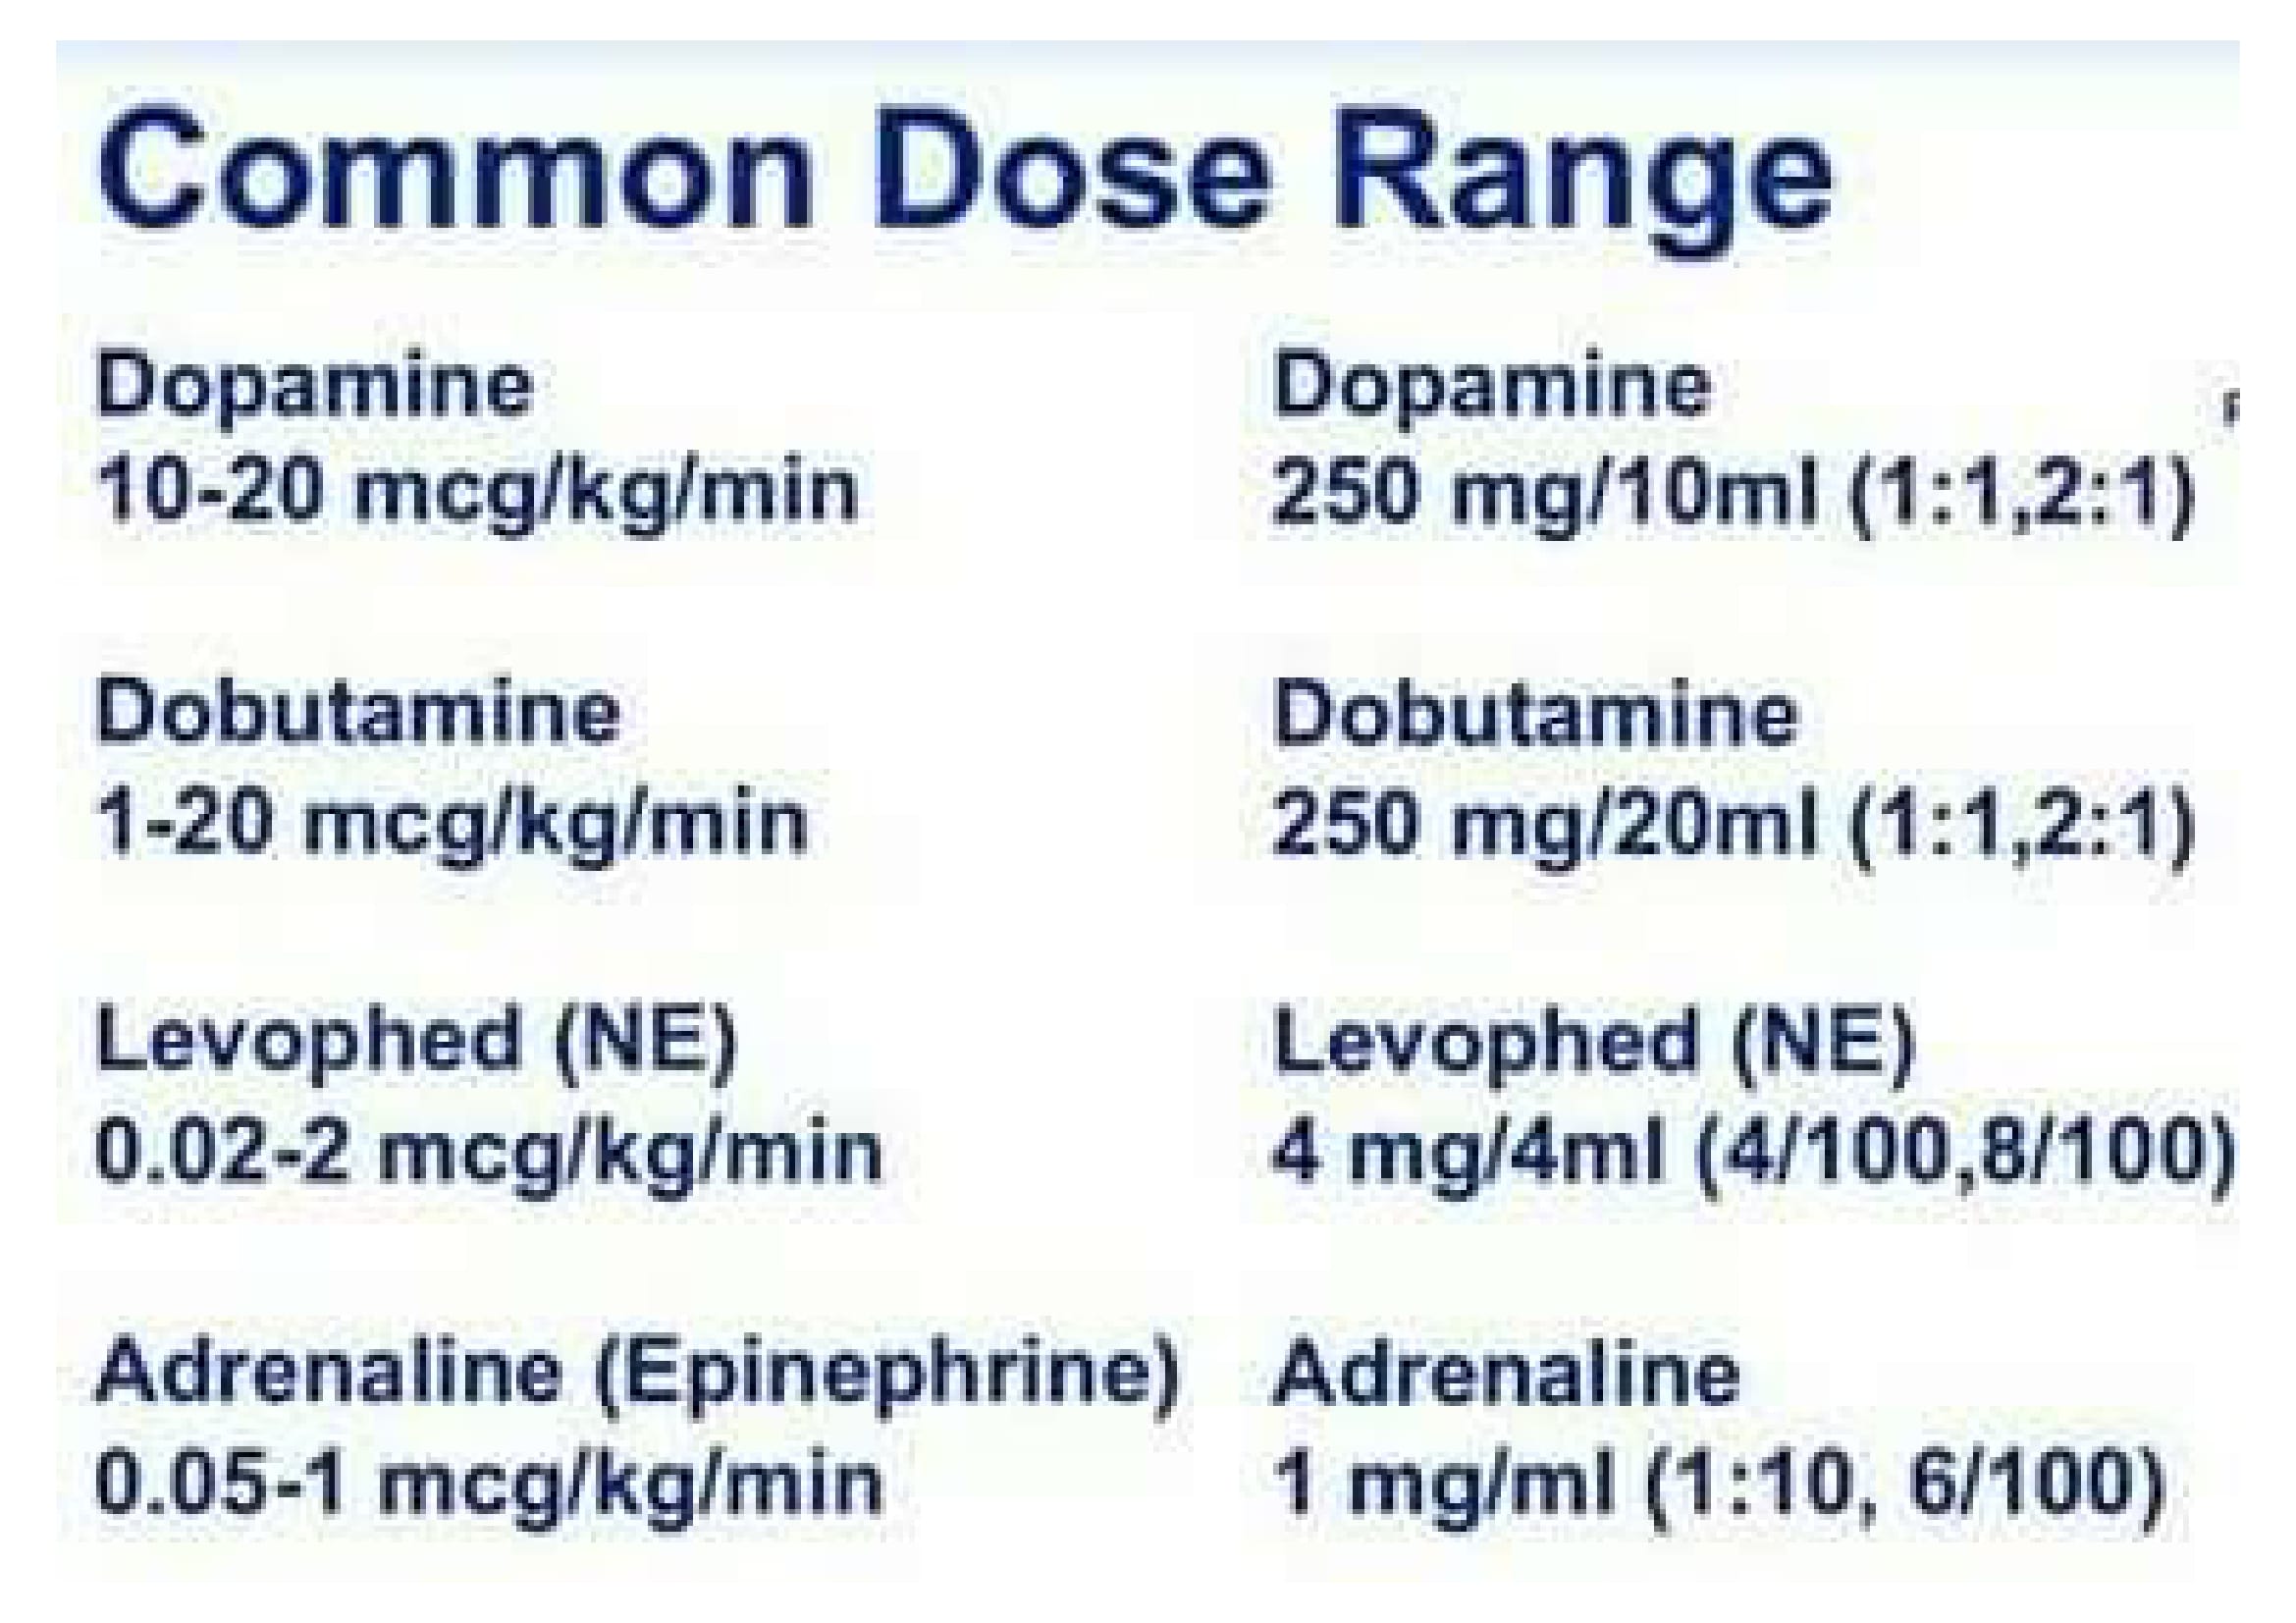 Common Dose Range
Dopamine
10-20 mcg/kg/min
Dopamine
250 mg/10ml (1:1,2:1)
Dobutamine
1-20 mcg/kg/min
Dobutamine
250 mg/20ml (1:1,2:1)
Levophed (NE)
0.02-2 mcg/kg/min
Levophed (NE)
4 mg/4ml (4/100,8/100)
Adrenaline (Epinephrine)
0.05-1 mcg/kg/min
Adrenaline
1 mg/ml (1:10, 6/100)